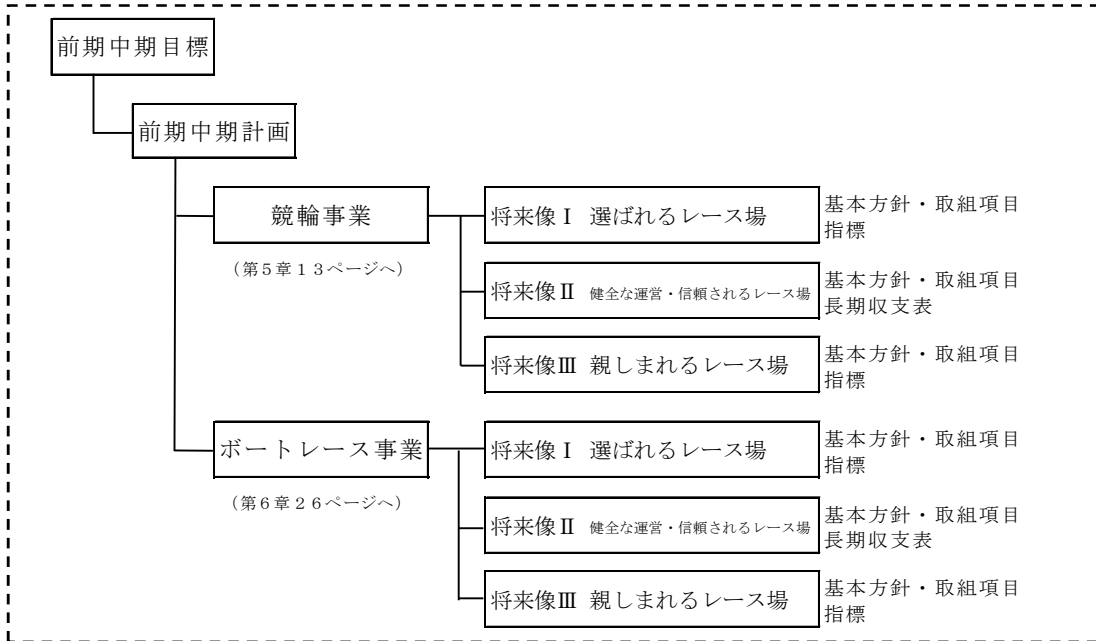 前期中期目標
前期中期計画
競輪事業
（第５章１３ページへ）
将来像Ⅰ 選ばれるレース場
基本方針・取組項目
指標
将来像Ⅱ 健全な運営・信頼されるレース場
基本方針・取組項目
長期収支表
将来像Ⅲ 親しまれるレース場
基本方針・取組項目
指標
ボートレース事業
（第６章２６ページへ）
将来像Ⅰ 選ばれるレース場
基本方針・取組項目
指標
将来像Ⅱ 健全な運営・信頼されるレース場
基本方針・取組項目
長期収支表
将来像Ⅲ 親しまれるレース場
基本方針・取組項目
指標